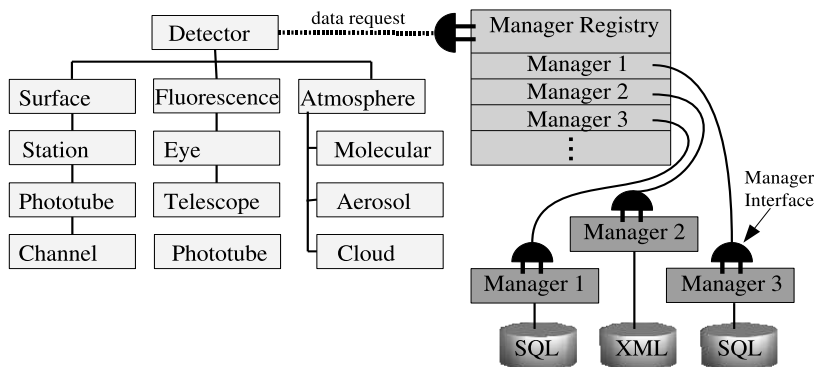 data request
Detector
Manager Registry
Manager 1
Manager 2
Manager 3
Surface
Fluorescence
Atmosphere
Station
Eye
Molecular
Phototube
Telescope
Aerosol
Channel
Phototube
Cloud
Manager
Interface
Manager 2
Manager 1
Manager 3
SQL
XML
SQL